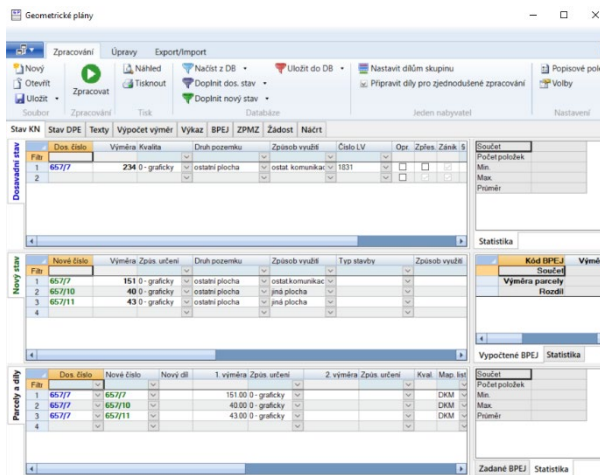 Geometrické plány
Zpracování Úpravy Export/Import
Nový
Otevřít
Uložit
Soubor
Zpracovat
Zpracování
Náhled
Tisknout
Tisk
Načíst z DB
Doplnit dos. stav
Doplnit nový stav
Uložit do DB
Databáze
Nastavit dílům skupinu
Připravit díly pro zjednodušené zpracování
Jeden nabyvatel
Popisové pol
Volby
Nastavení
Stav KN Stav DPE Texty Výpočet výměr Výkaz BPEJ ZPMZ Žádost Náčrt
Dosavadní stav
Dos. číslo Výměra Kvalita Druh pozemku Způsob využití Číslo LV Opr. Zpřes. Zánik S
Filtr
1 657/7 234 0 - graficky ostatní plocha ostat. komunikac 1831
2
Součet
Počet položek
Min.
Max.
Průměr
Statistika
Nový stav
Nové číslo Výměra Způs. určení Druh pozemku Způsob využití Typ stavby Způsob využití
Filtr
1 657/7 151 0 - graficky ostatní plocha ostat.komunikac
2 657/10 40 0 - graficky ostatní plocha jiná plocha
3 657/11 43 0 - graficky ostatní plocha jiná plocha
4
Kód BPEJ Výmě
Součet
Výměra parcely
Rozdíl
Vypočtené BPEJ Statistika
Parcely a díly
Dos. číslo Nové číslo Nový díl 1. výměra Způs. určení 2. výměra Způs. určení Kval. Map. list
Filtr
1 657/7 657/7 151.00 0 - graficky DKM
2 657/7 657/10 40.00 0 - graficky DKM
3 657/7 657/11 43.00 0 - graficky DKM
4
Součet
Počet položek
Min.
Max.
Průměr
Zadané BPEJ Statistika